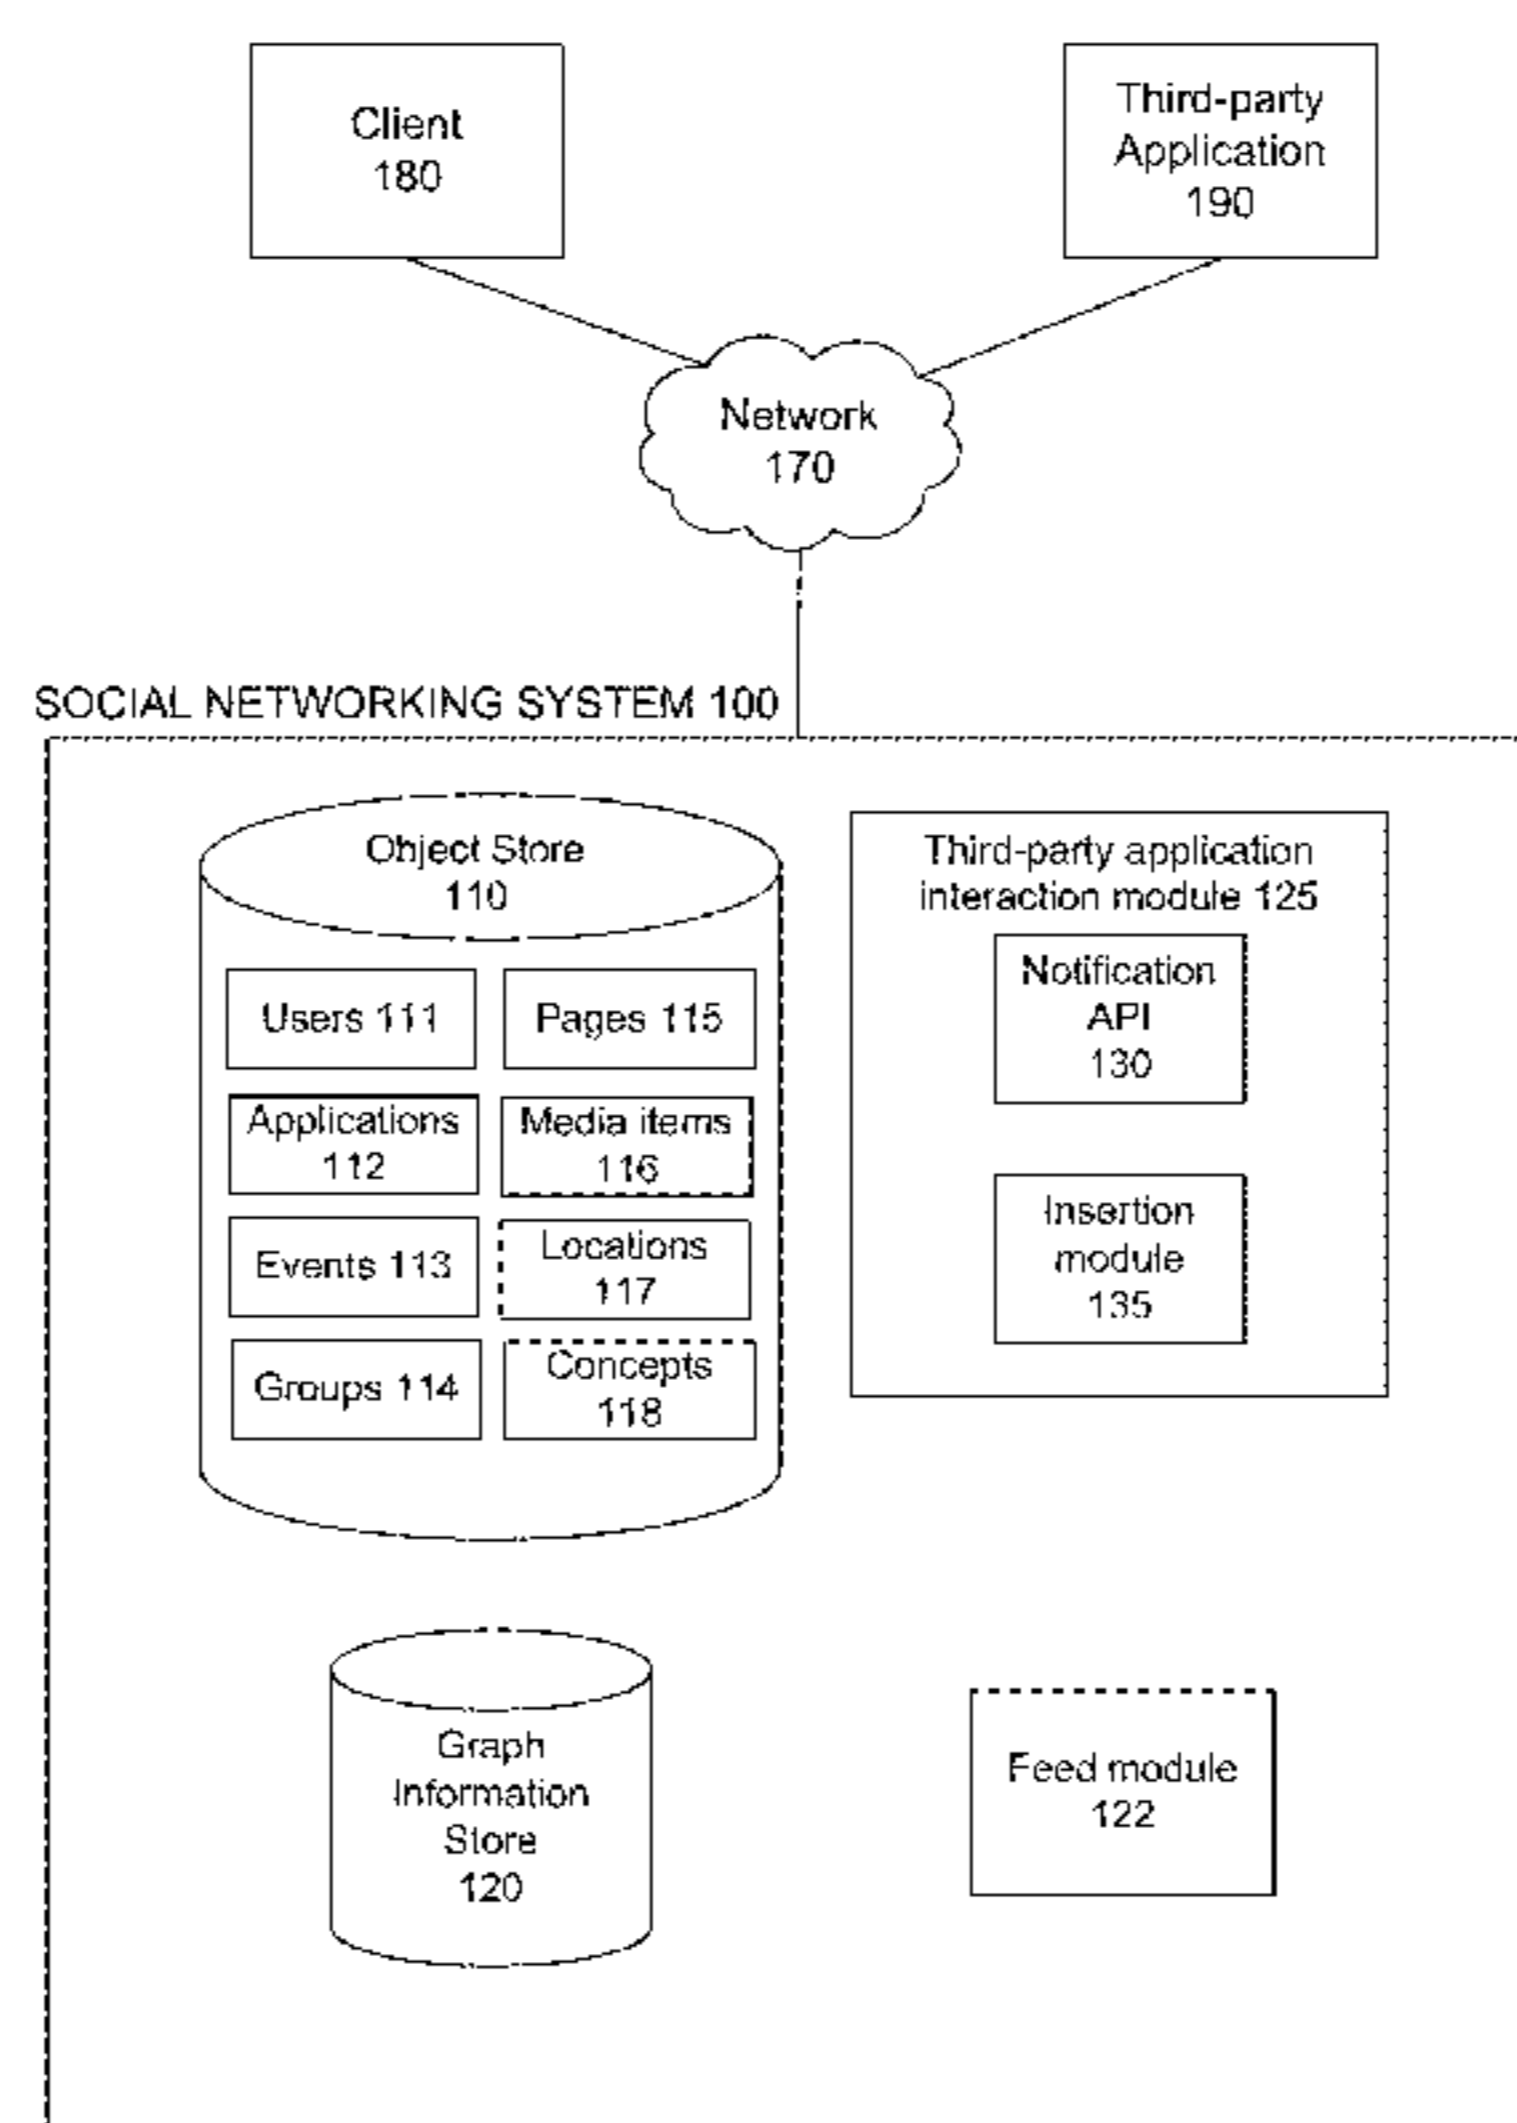 Client
180
Third-party
Application
190
Network
170
SOCIAL NETWORKING SYSTEM 100
Object Store
110
Users 111
Pages 115
Applications
112
Media items
116
Events 113
Locations
117
Groups 114
Concepts
118
Third-party application
interaction module 125
Notification
API
130
Insertion
module
135
Graph
Information
Store
120
Feed module
122